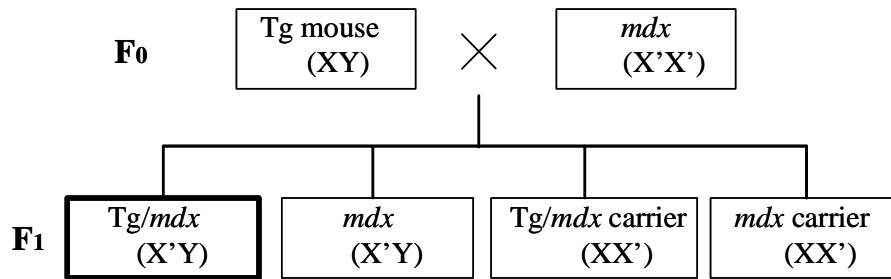 F0
Tg mouse
(XY)
mdx
(X’X’)
F1
Tg/mdx
(X’Y)
mdx
(X’Y)
Tg/mdx carrier
(XX’)
mdx carrier
(XX’)